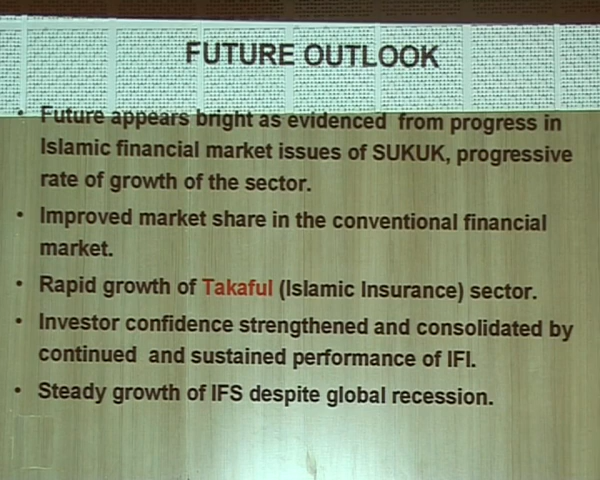 FUTURE OUTLOOK
• Future appears bright as evidenced from progress in
Islamic financial market issues of SUKUK, progressive
rate of growth of the sector.
• Improved market share in the conventional financial
market.
• Rapid growth of Takaful (Islamic Insurance) sector.
• Investor confidence strengthened and consolidated by
continued and sustained performance of IFI.
• Steady growth of IFS despite global recession.